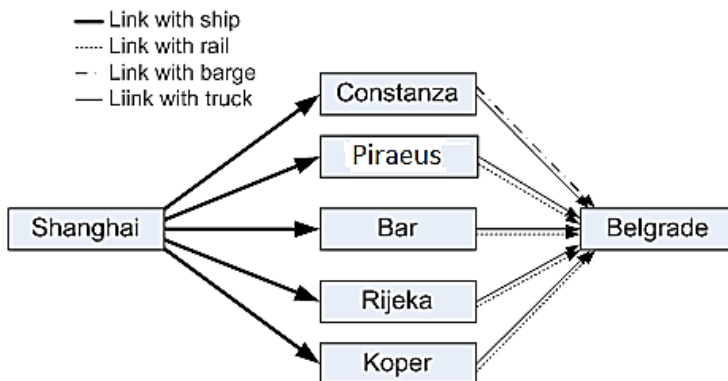 Link with ship
Link with rail
Link with barge
Liink with truck
Constanza
Piraeus
Shanghai
Bar
Belgrade
Rijeka
Koper